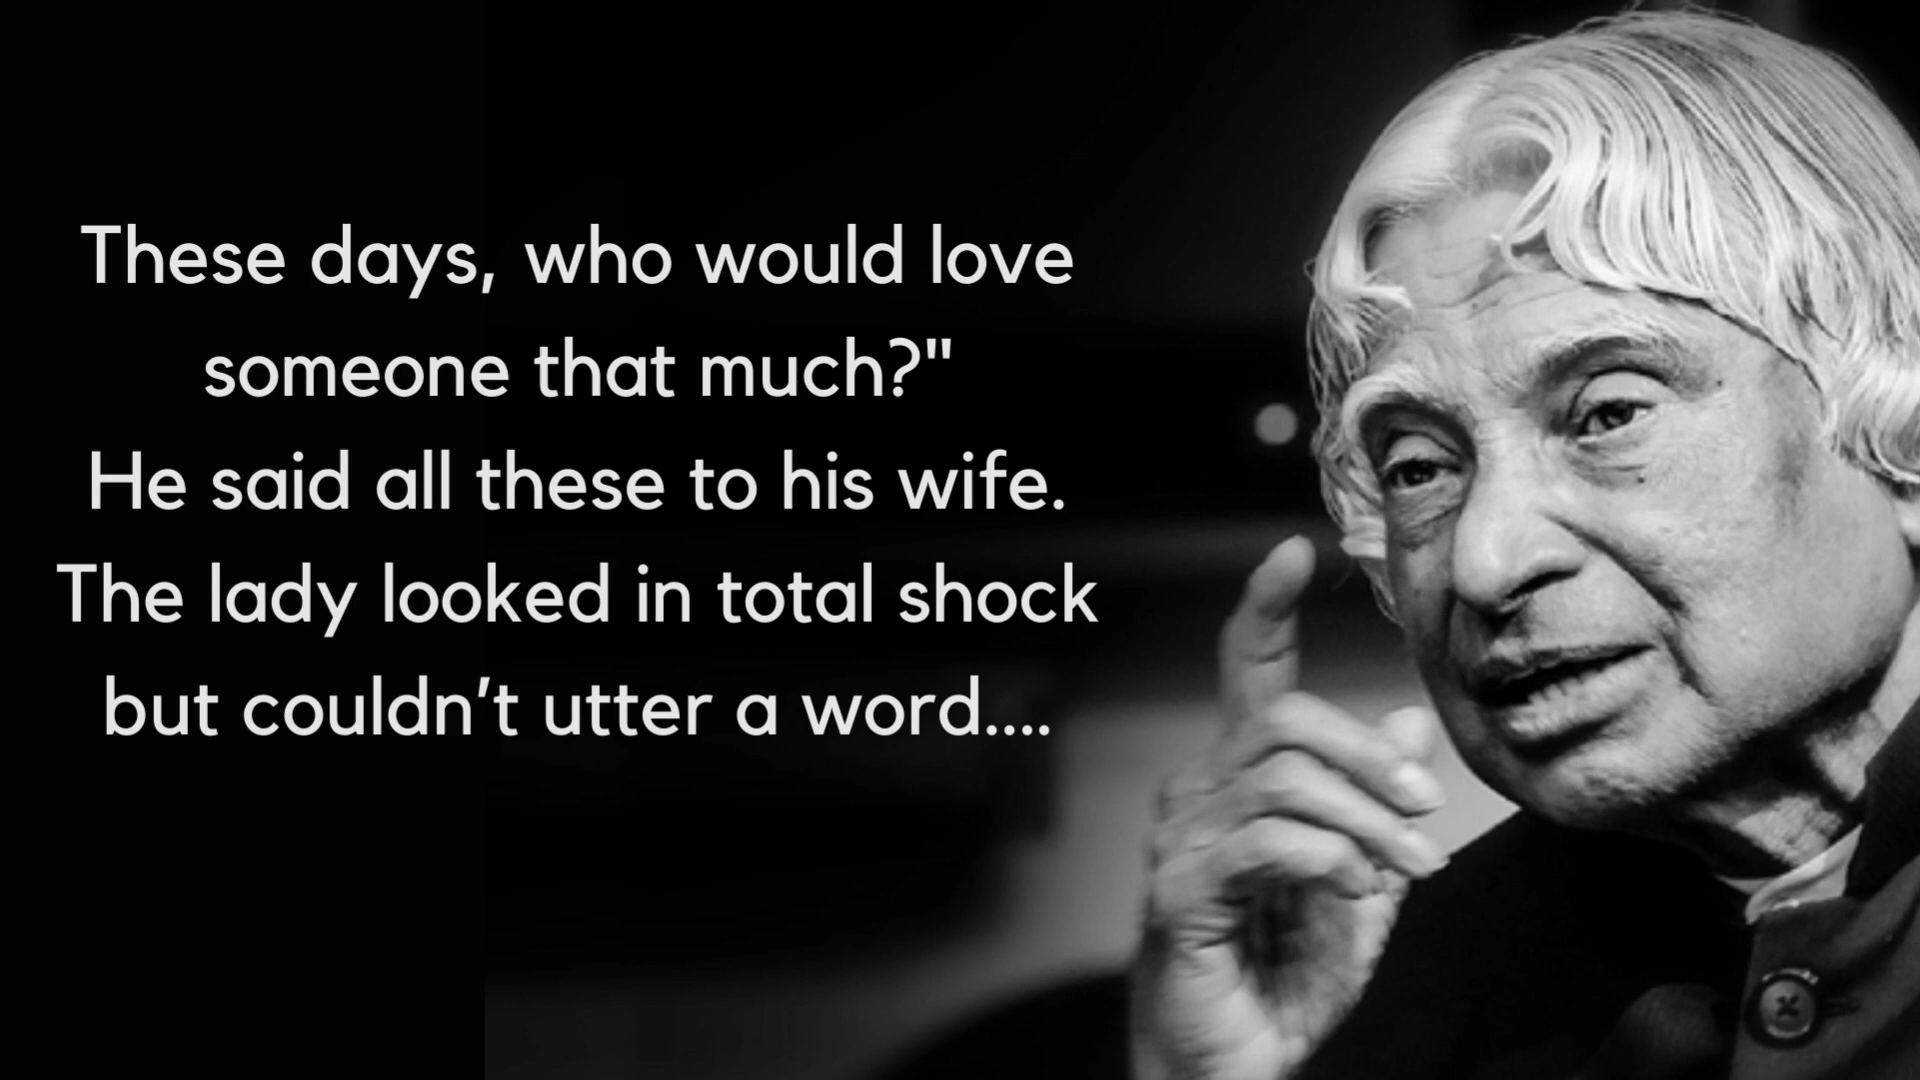 These days, who would love
someone that much?"
He said all these to his wife.
The lady looked in total shock
but couldn’t utter a word....